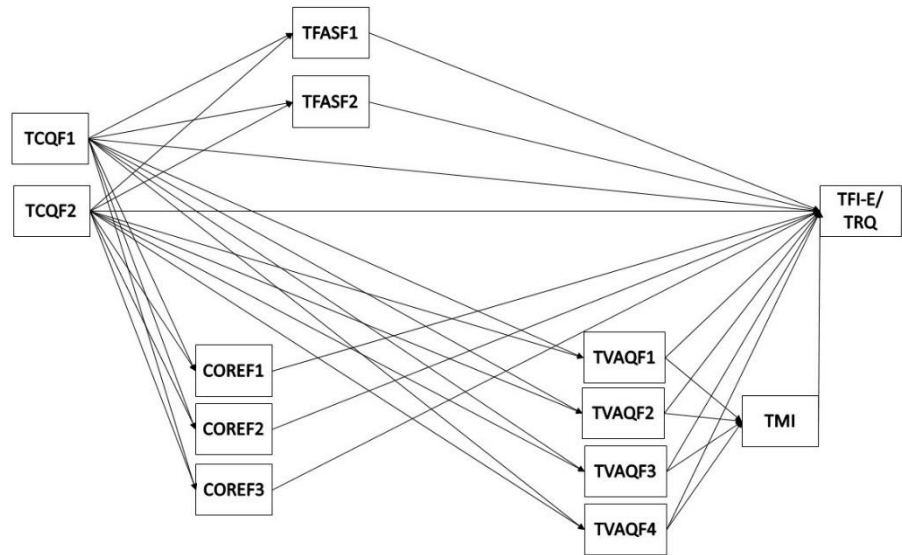 TFASF1
TFASF2
TCQF1
TCQF2
TFI-E/
TRQ
COREF1
COREF2
COREF3
TVAQF1
TVAQF2
TVAQF3
TVAQF4
TMI